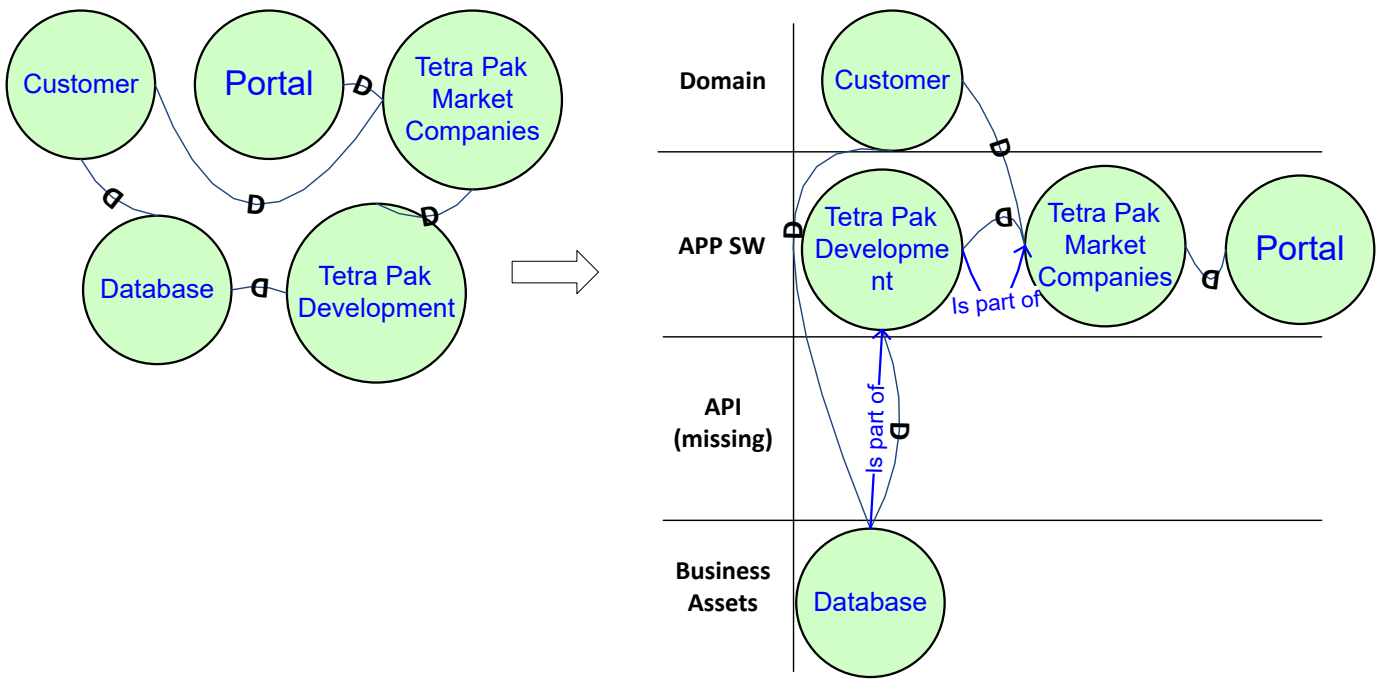 Customer
Portal
D
Tetra Pak
Market
Companies
D
D
D
Database
D
Tetra Pak
Development
Domain
Customer
D
APP SW
D
Tetra Pak
Developme
nt
D
Is part of
Tetra Pak
Market
Companies
D
Portal
API
(missing)
Is part of
D
Business
Assets
Database